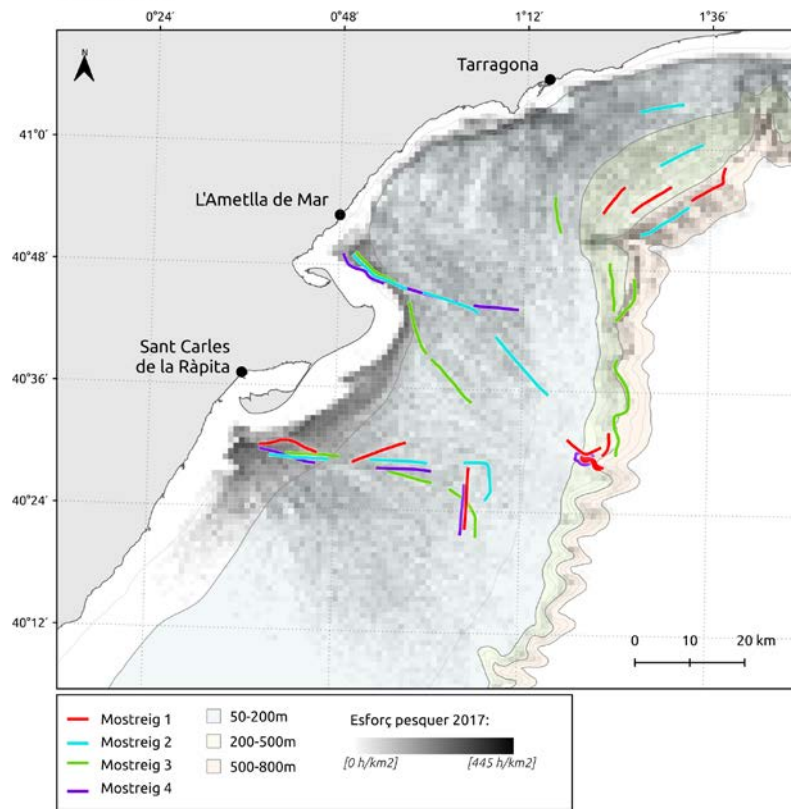 0°24′ 0°48′ 1°12′ 1°36′
N
Tarragona
41°0′
L'Ametlla de Mar
40°48′
Sant Carles
de la Ràpita
40°36′
40°24′
40°12′
0 10 20 km
Mostreig 1
Mostreig 2
Mostreig 3
Mostreig 4
50-200m
200-500m
500-800m
Esforç pesquer 2017:
[0 h/km2] [445 h/km2]